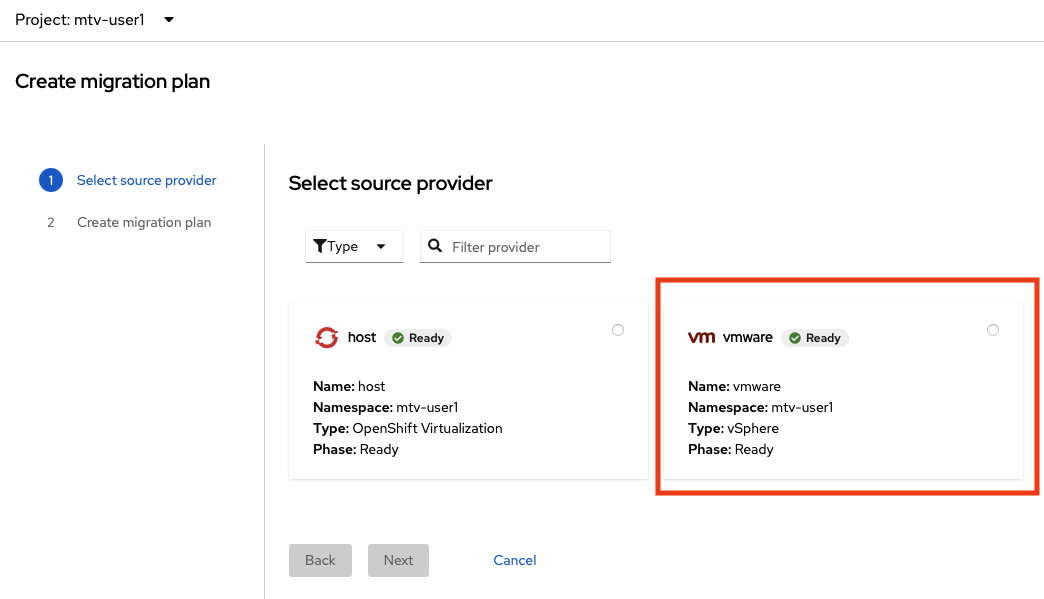 Project: mtv-user1
Create migration plan
1 Select source provider
2 Create migration plan
Select source provider
Type
Filter provider
host Ready
Name: host
Namespace: mtv-user1
Type: OpenShift Virtualization
Phase: Ready
vm vmware Ready
Name: vmware
Namespace: mtv-user1
Type: vSphere
Phase: Ready
Back Next Cancel